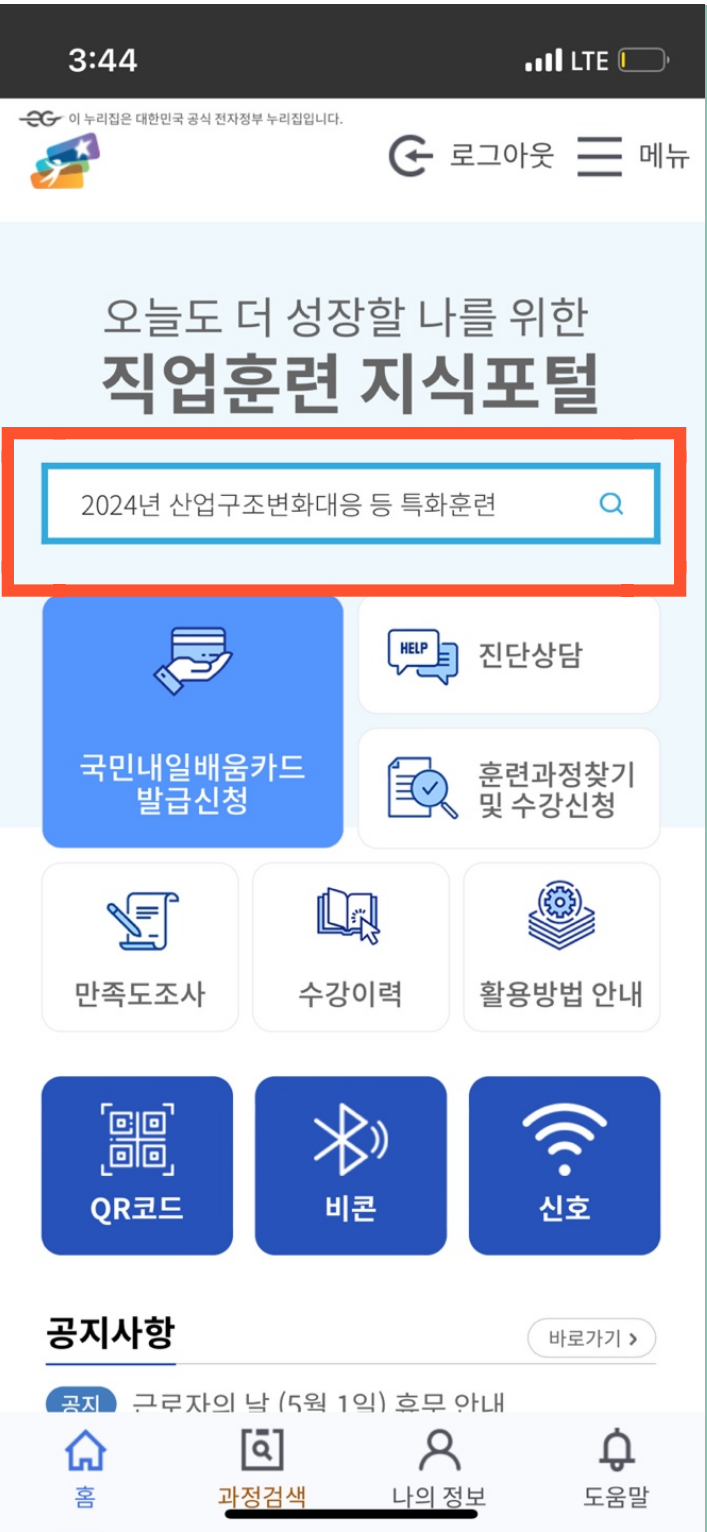 3:44
LTE
이 누리집은 대한민국 공식 전자정부 누리집입니다.
로그아웃
메뉴
오늘도 더 성장할 나를 위한
직업훈련 지식포털
2024년 산업구조변화대응 등 특화훈련
HELP
진단상담
국민내일배움카드
발급신청
훈련과정찾기
및 수강신청
만족도조사
수강이력
활용방법 안내
QR코드
비콘
신호
공지사항
바로가기 >
공지 근로자의 날 (5월 1일) 휴무 안내
홈
과정검색
나의 정보
도움말